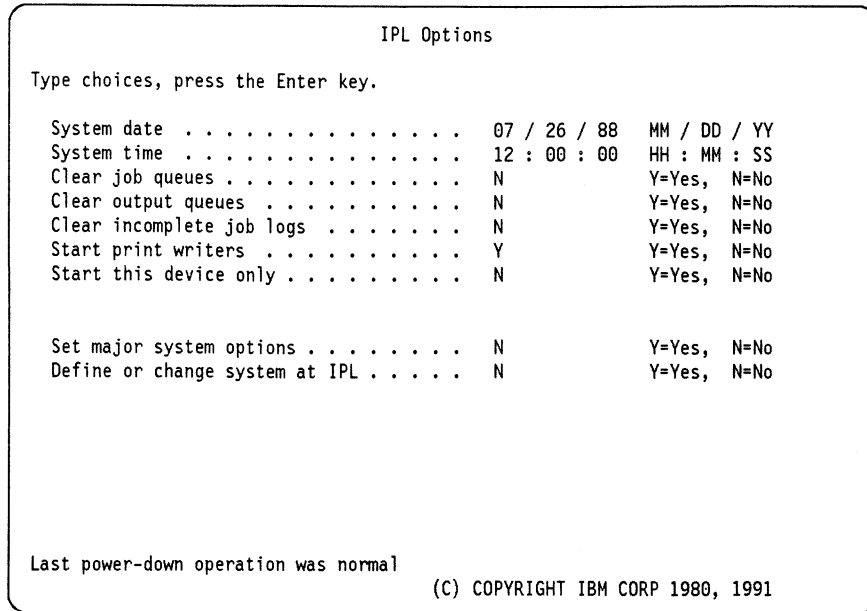 IPL Options
Type choices, press the Enter key.
System date . . . . . . . . . . . . . . 07 / 26 / 88 MM / DD / YY
System time . . . . . . . . . . . . . . 12 : 00 : 00 HH : MM : SS
Clear job queues . . . . . . . . . . . . N Y=Yes, N=No
Clear output queues . . . . . . . . . . N Y=Yes, N=No
Clear incomplete job logs . . . . . . . N Y=Yes, N=No
Start print writers . . . . . . . . . . Y Y=Yes, N=No
Start this device only . . . . . . . . . N Y=Yes, N=No
Set major system options . . . . . . . . N Y=Yes, N=No
Define or change system at IPL . . . . . N Y=Yes, N=No
Last power-down operation was normal
(C) COPYRIGHT IBM CORP 1980, 1991